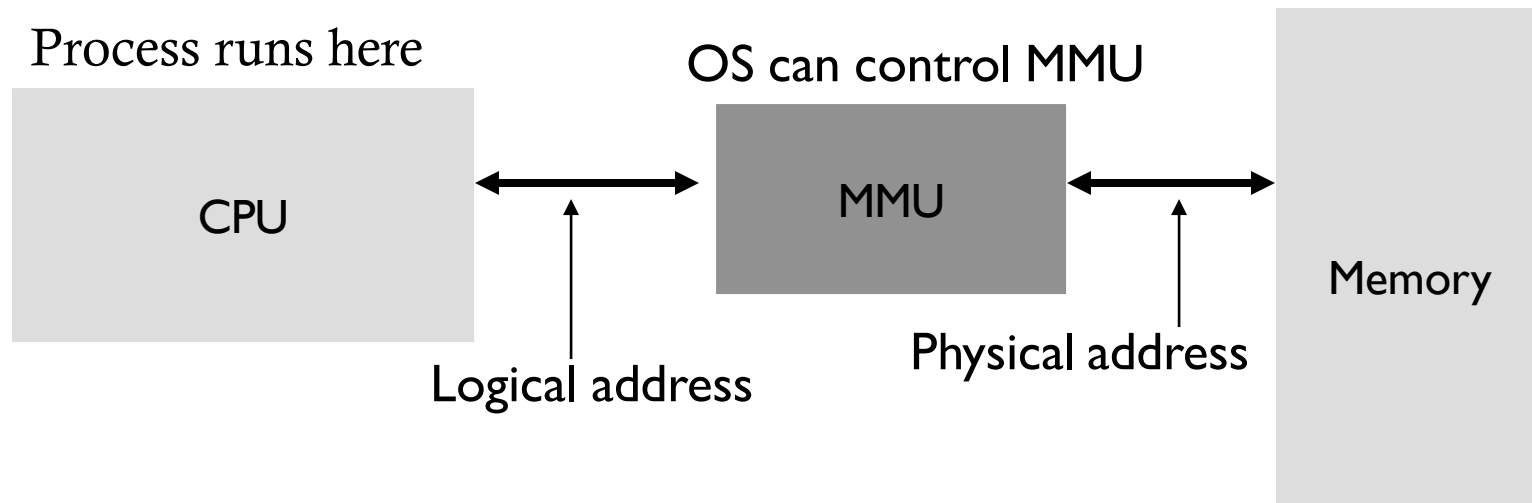 Process runs here
OS can control MMU
CPU
MMU
Memory
Logical address
Physical address